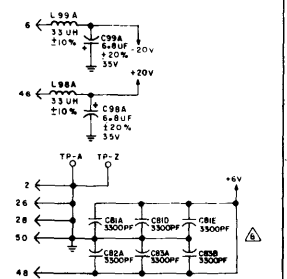 L99A
6
33 UH
±10%
C99A
6.8UF
±20%
35V
-20V
+20V
L98A
46
33 UH
±10%
C98A
6.8UF
±20%
35V
TP-A TP-Z
2
+6V
26
28
C81A C81D C81E
3300PF 3300PF 3300PF
50
C82A C83A C83B
3300PF 3300PF 3300PF
48